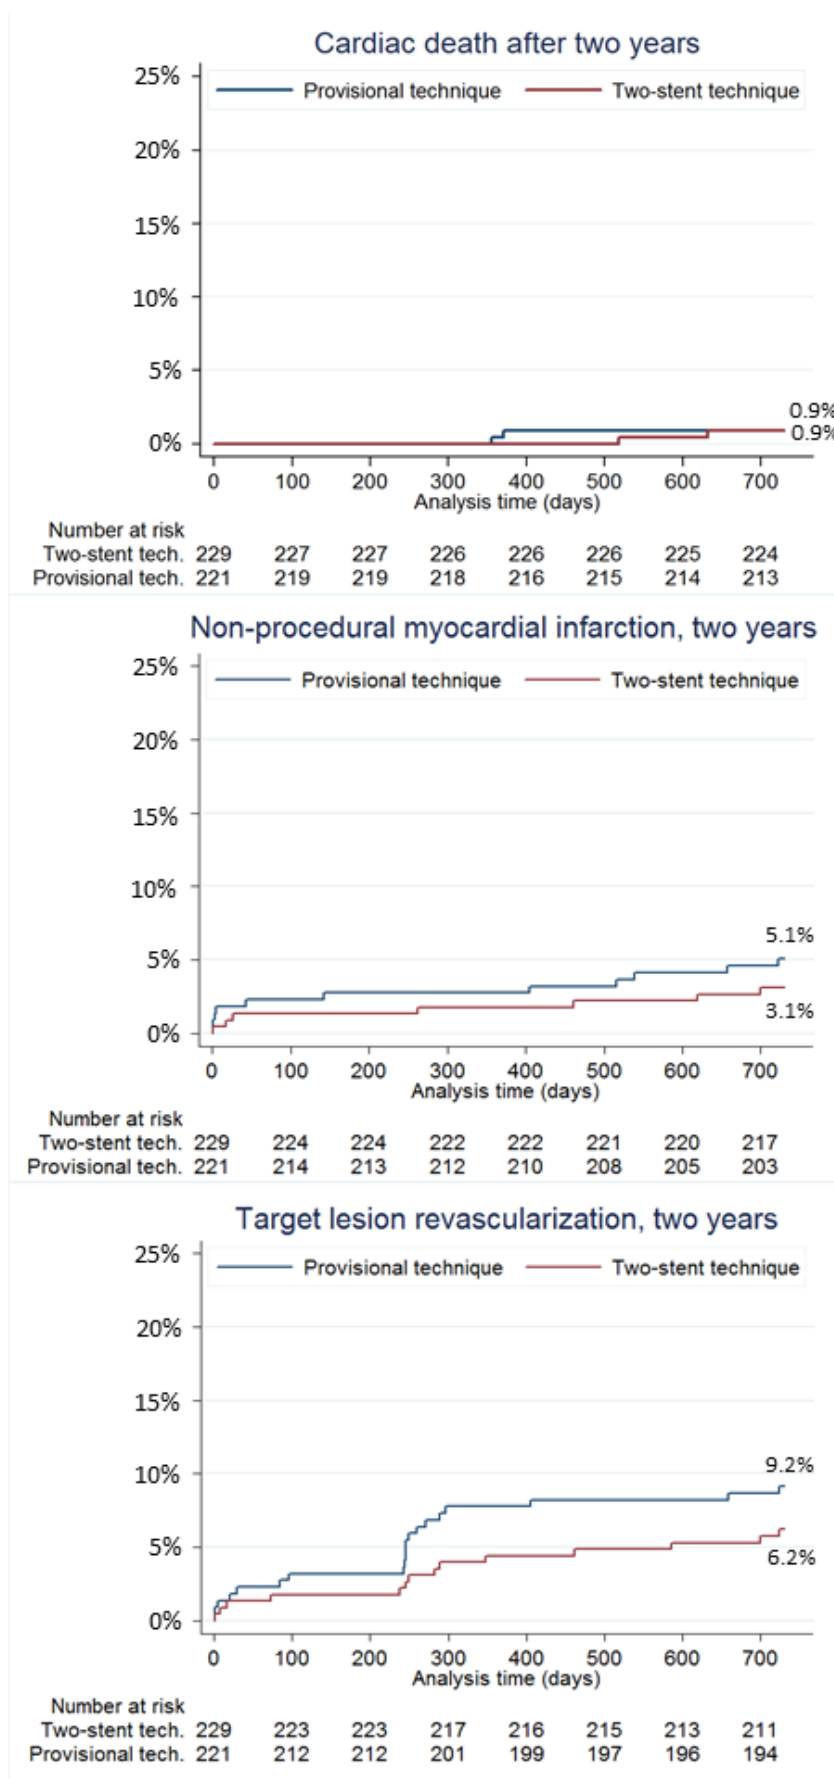 Cardiac death after two years
25%
Provisional technique Two-stent technique
20%
15%
10%
5%
0.9%
0.9%
0%
0 100 200 300 400 500 600 700
Analysis time (days)
Number at risk
Two-stent tech. 229 227 227 226 226 226 225 224
Provisional tech. 221 219 219 218 216 215 214 213
Non-procedural myocardial infarction, two years
25%
Provisional technique Two-stent technique
20%
15%
10%
5.1%
5%
3.1%
0%
0 100 200 300 400 500 600 700
Analysis time (days)
Number at risk
Two-stent tech. 229 224 224 222 222 221 220 217
Provisional tech. 221 214 213 212 210 208 205 203
Target lesion revascularization, two years
25%
Provisional technique Two-stent technique
20%
15%
10%
9.2%
5%
6.2%
0%
0 100 200 300 400 500 600 700
Analysis time (days)
Number at risk
Two-stent tech. 229 223 223 217 216 215 213 211
Provisional tech. 221 212 212 201 199 197 196 194